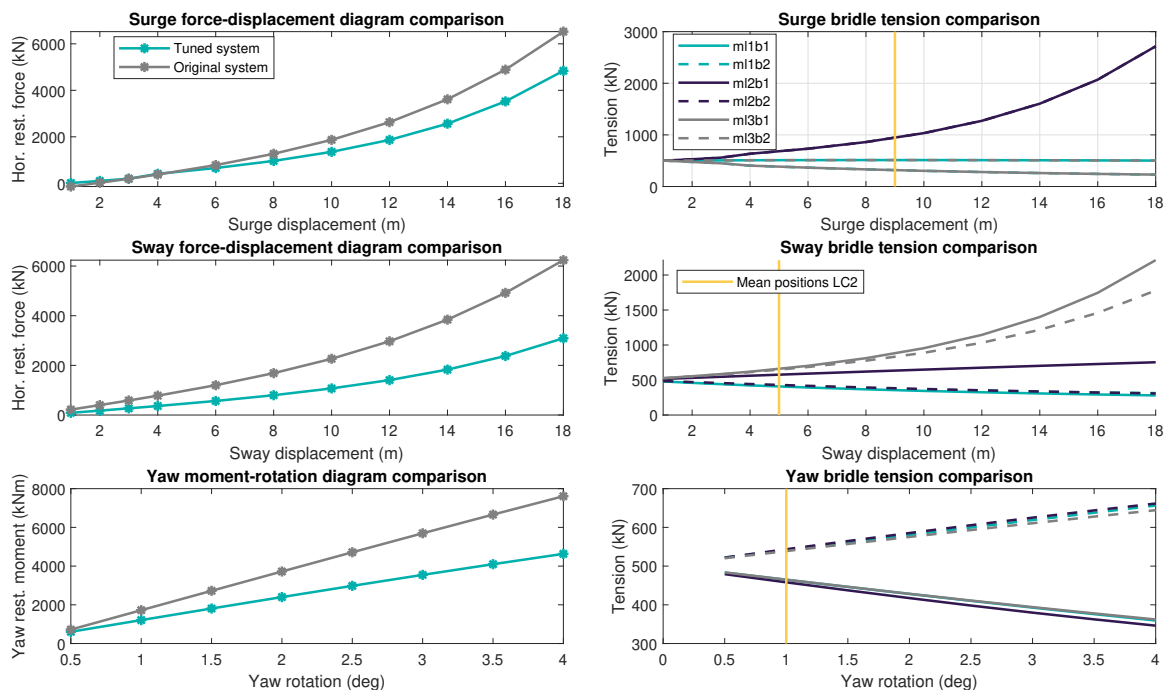 Surge force-displacement diagram comparison
Hor. rest. force (kN)
6000
4000
2000
0
Tuned system
Original system
2 4 6 8 10 12 14 16 18
Surge displacement (m)
Surge bridle tension comparison
Tension (kN)
3000
2000
1000
0
ml1b1
ml1b2
ml2b1
ml2b2
ml3b1
ml3b2
2 4 6 8 10 12 14 16 18
Surge displacement (m)
Sway force-displacement diagram comparison
Hor. rest. force (kN)
6000
4000
2000
0
2 4 6 8 10 12 14 16 18
Sway displacement (m)
Sway bridle tension comparison
Tension (kN)
2000
1500
1000
500
0
Mean positions LC2
0 2 4 6 8 10 12 14 16 18
Sway displacement (m)
Yaw moment-rotation diagram comparison
Yaw rest. moment (kNm)
8000
6000
4000
2000
0
0.5 1 1.5 2 2.5 3 3.5 4
Yaw rotation (deg)
Yaw bridle tension comparison
Tension (kN)
700
600
500
400
300
0 0.5 1 1.5 2 2.5 3 3.5 4
Yaw rotation (deg)